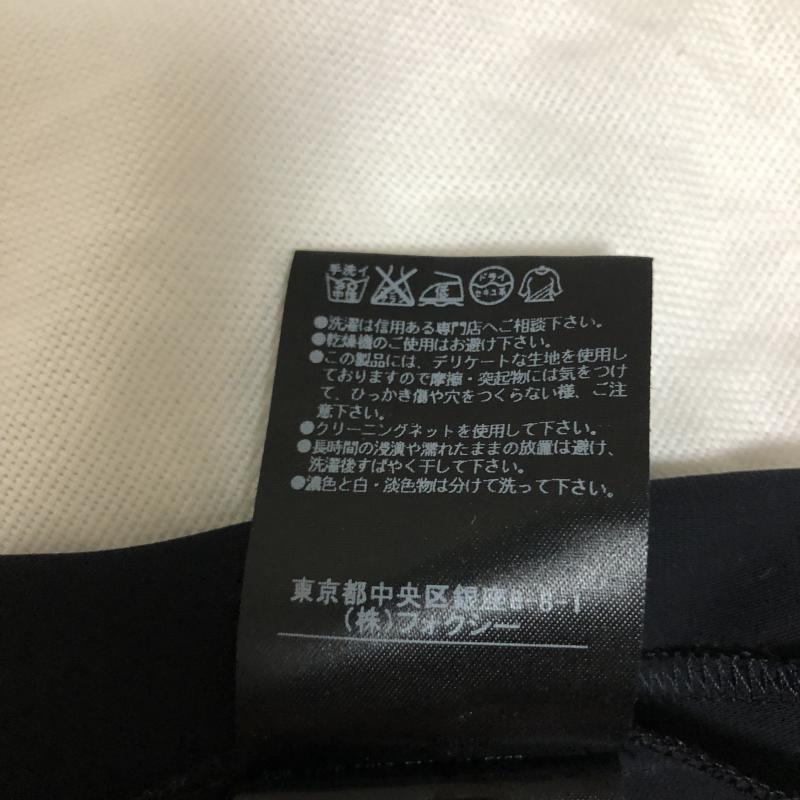 手洗イ
中性
低
ドライ
セキユ系
●洗濯は信用ある専門店へご相談下さい。
●乾燥機のご使用はお避け下さい。
●この製品には、デリケートな生地を使用し
ておりますので摩擦・突起物には気をつけ
て、ひっかき傷や穴をつくらない様、ご注
意下さい。
●クリーニングネットを使用して下さい。
●長時間の浸漬や濡れたままの放置は避け、
洗濯後すばやく干して下さい。
●濃色と白・淡色物は分けて洗って下さい。
東京都中央区銀座
(株)フォクシー